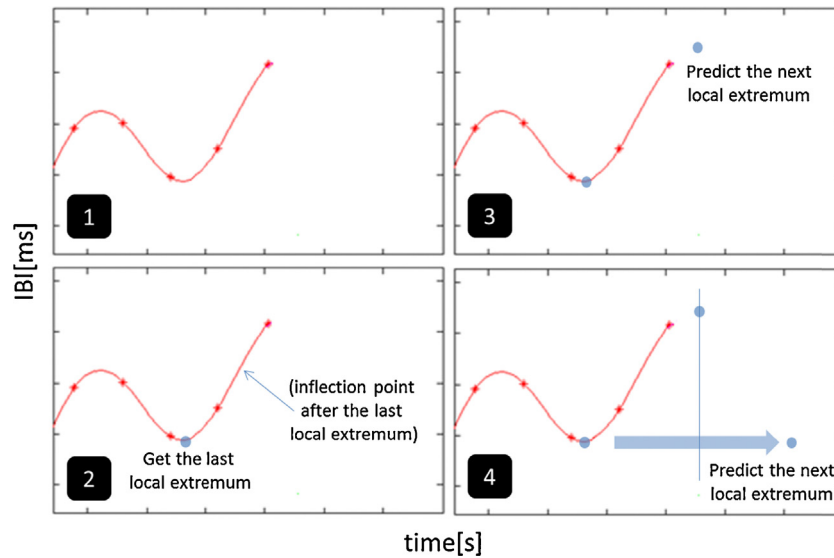 IBI[ms]
1
Predict the next
local extremum
3
(inflection point
after the last
local extremum)
Get the last
local extremum
2
Predict the next
local extremum
4
time[s]